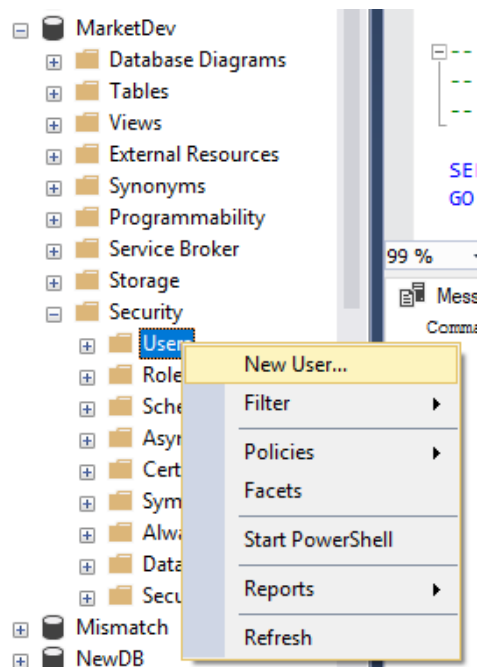 MarketDev
Database Diagrams
Tables
Views
External Resources
Synonyms
Programmability
Service Broker
Storage
Security
Users
New User...
Filter
Policies
Facets
Start PowerShell
Reports
Refresh
Mismatch
NewDB
--
--
--
GO
99 %